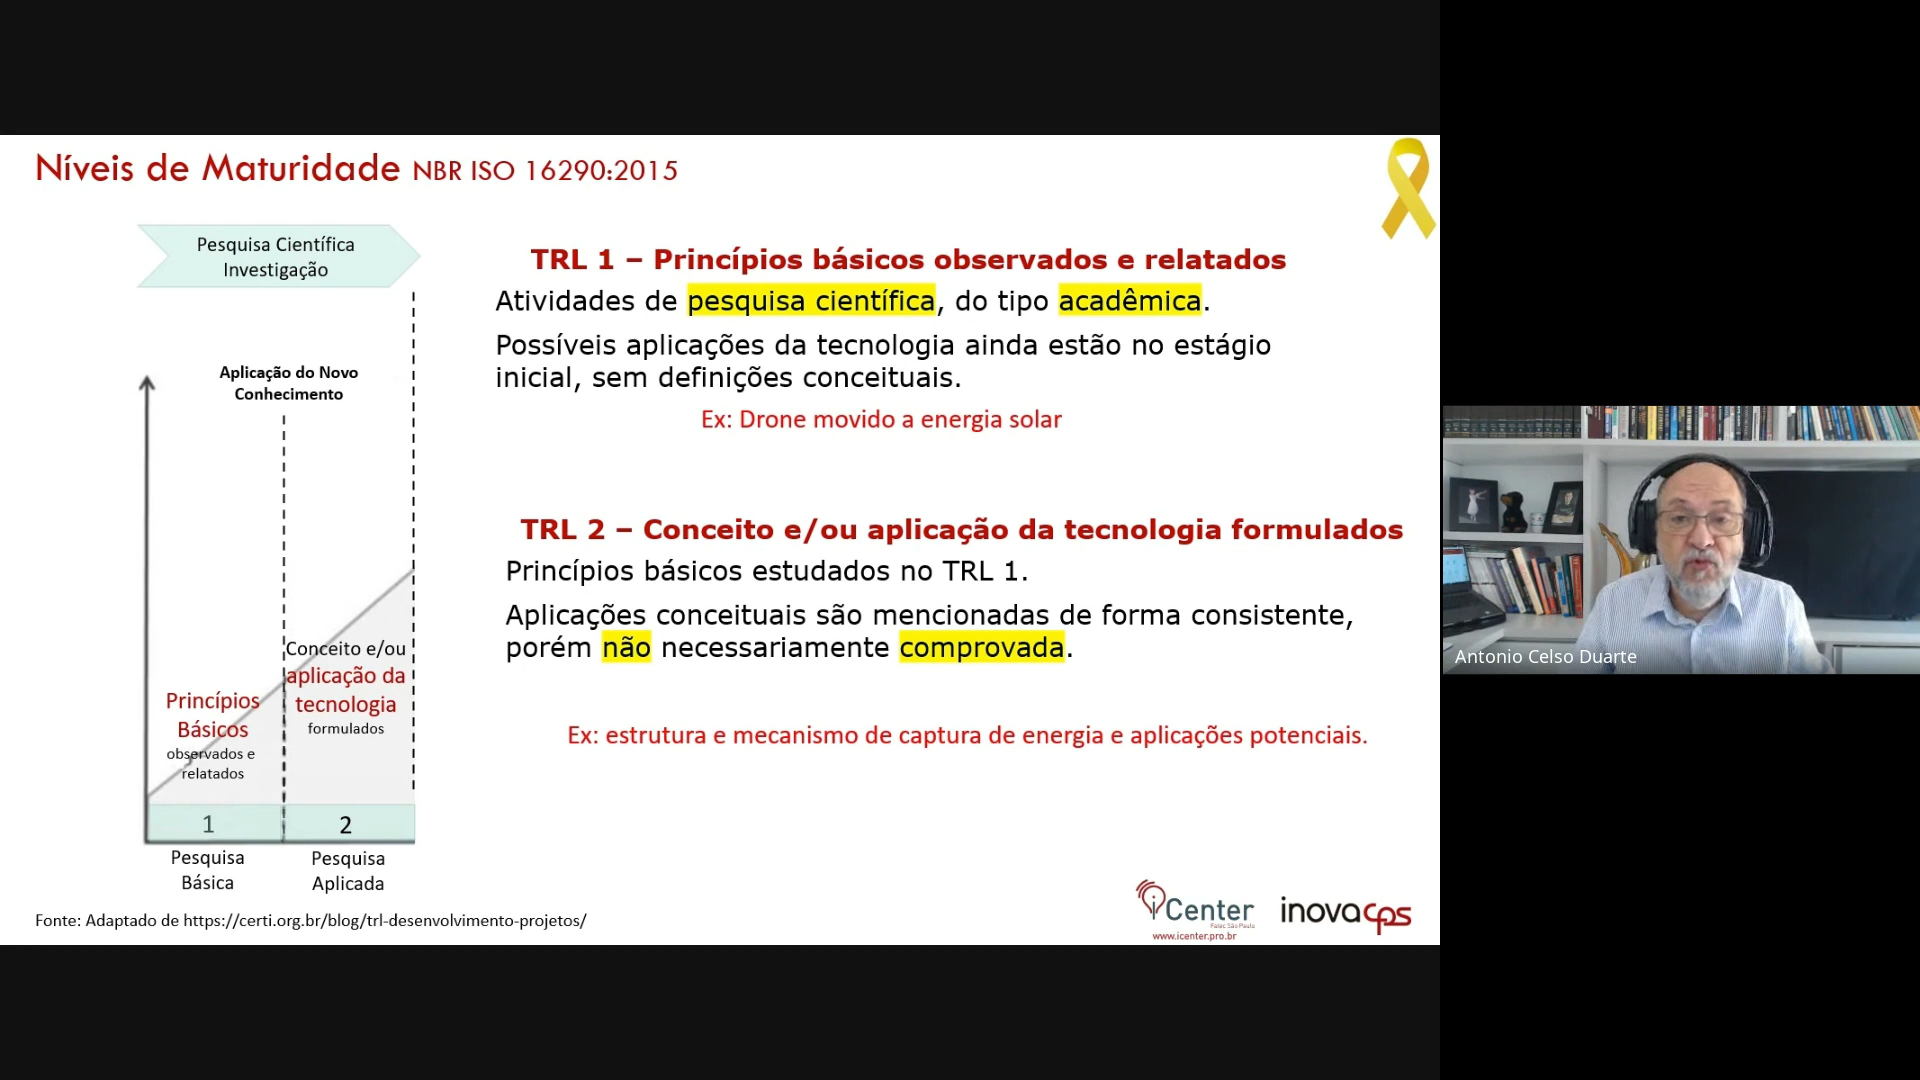 Níveis de Maturidade NBR ISO 16290:2015
Pesquisa Científica
Investigação
Aplicação do Novo
Conhecimento
Princípios
Básicos
observados e
relatados
Conceito e/ou
aplicação da
tecnologia
formulados
1
2
Pesquisa
Básica
Pesquisa
Aplicada
TRL 1 – Princípios básicos observados e relatados
Atividades de pesquisa científica, do tipo acadêmica.
Possíveis aplicações da tecnologia ainda estão no estágio
inicial, sem definições conceituais.
Ex: Drone movido a energia solar
TRL 2 – Conceito e/ou aplicação da tecnologia formulados
Princípios básicos estudados no TRL 1.
Aplicações conceituais são mencionadas de forma consistente,
porém não necessariamente comprovada.
Ex: estrutura e mecanismo de captura de energia e aplicações potenciais.
Fonte: Adaptado de https://certi.org.br/blog/trl-desenvolvimento-projetos/
iCenter
Fatec São Paulo
www.icenter.pro.br
inovacps
Antonio Celso Duarte